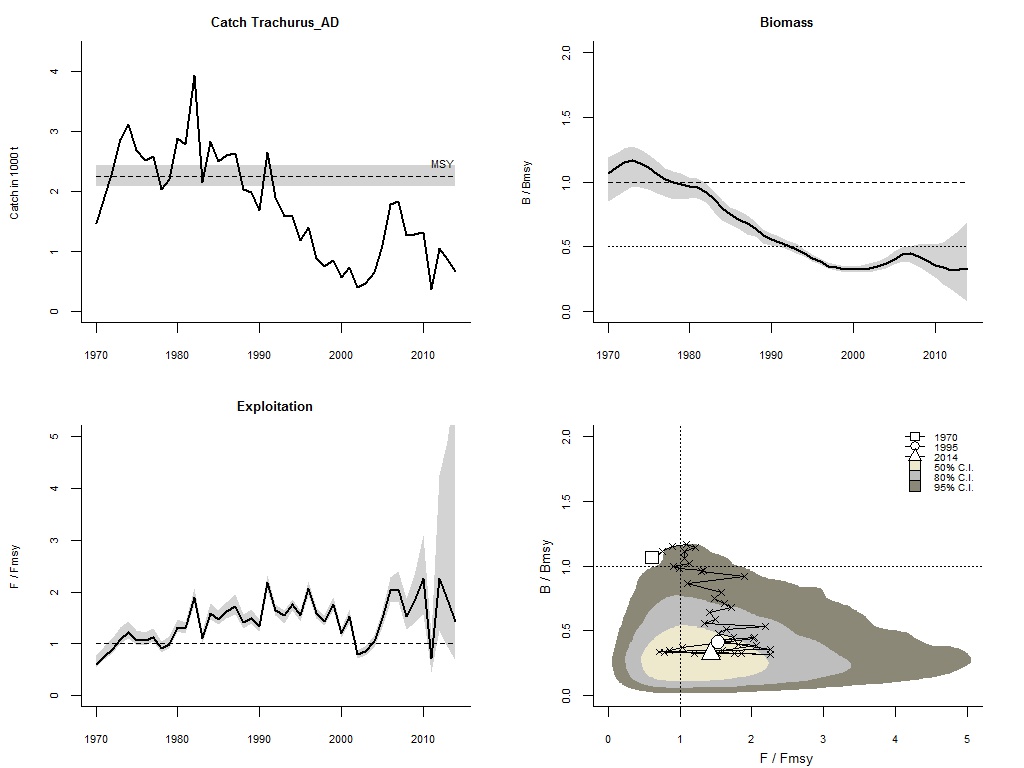 Catch Trachurus_AD
Catch in 1000 t
4
3
2
1
0
MSY
1970 1980 1990 2000 2010
Biomass
B / Bmsy
2.0
1.5
1.0
0.5
0.0
1970 1980 1990 2000 2010
Exploitation
F / Fmsy
5
4
3
2
1
0
1970 1980 1990 2000 2010
B / Bmsy
2.0
1.5
1.0
0.5
0.0
1970
1995
2014
50% C.I.
80% C.I.
95% C.I.
0 1 2 3 4 5
F / Fmsy